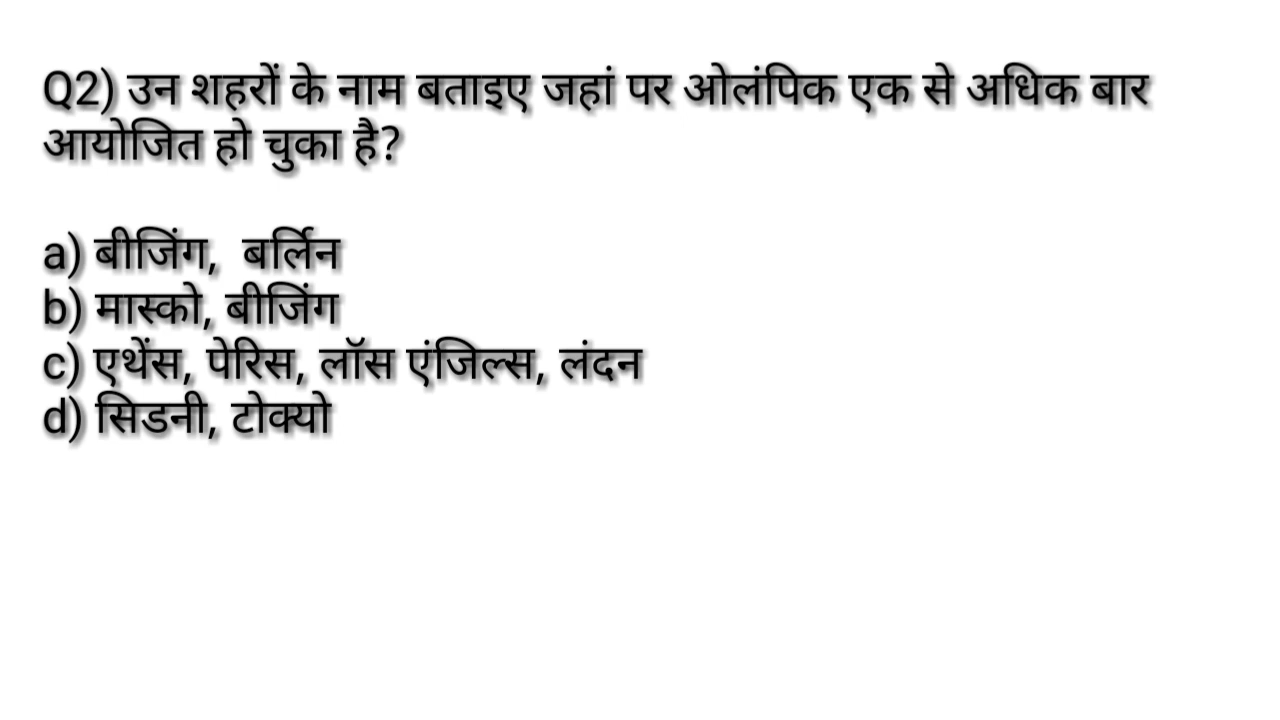 Q2) उन शहरों के नाम बताइए जहां पर ओलंपिक एक से अधिक बार
आयोजित हो चुका है?
a) बीजिंग, बर्लिन
b) मास्को, बीजिंग
c) एथेंस, पेरिस, लॉस एंजिल्स, लंदन
d) सिडनी, टोक्यो